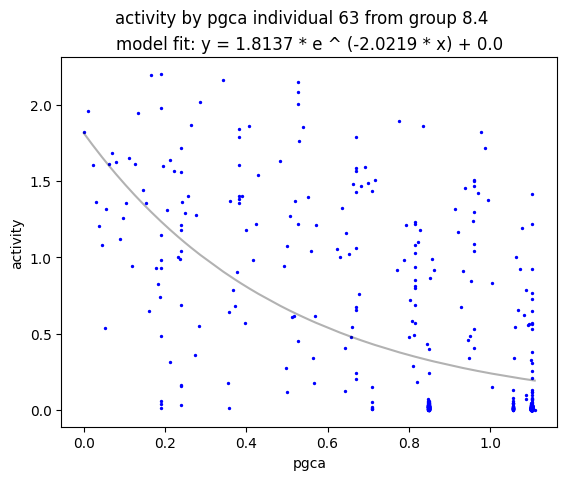 activity by pgca individual 63 from group 8.4
model fit: y = 1.8137 * e ^ (-2.0219 * x) + 0.0
2.0
1.5
activity
1.0
0.5
0.0
0.0 0.2 0.4 0.6 0.8 1.0
pgca